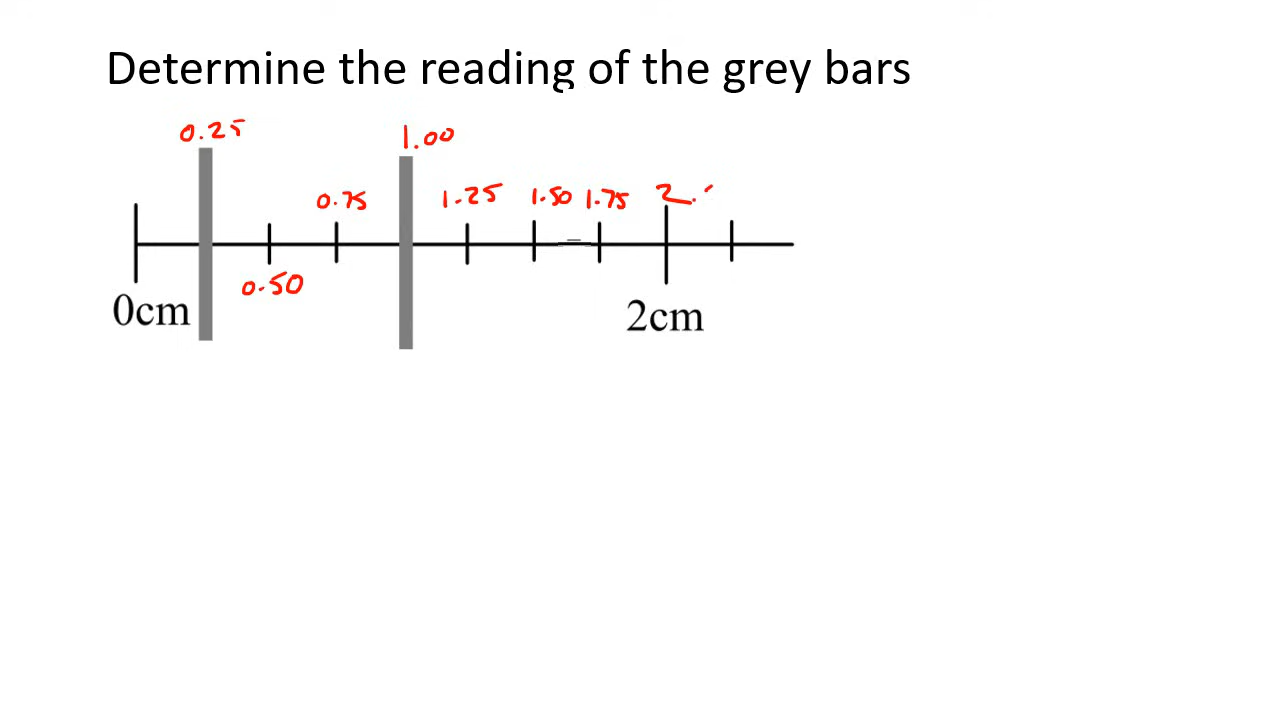 Determine the reading of the grey bars
0.25 1.00
0.75 1.25 1.50 1.75 2.
0.50
0cm 2cm